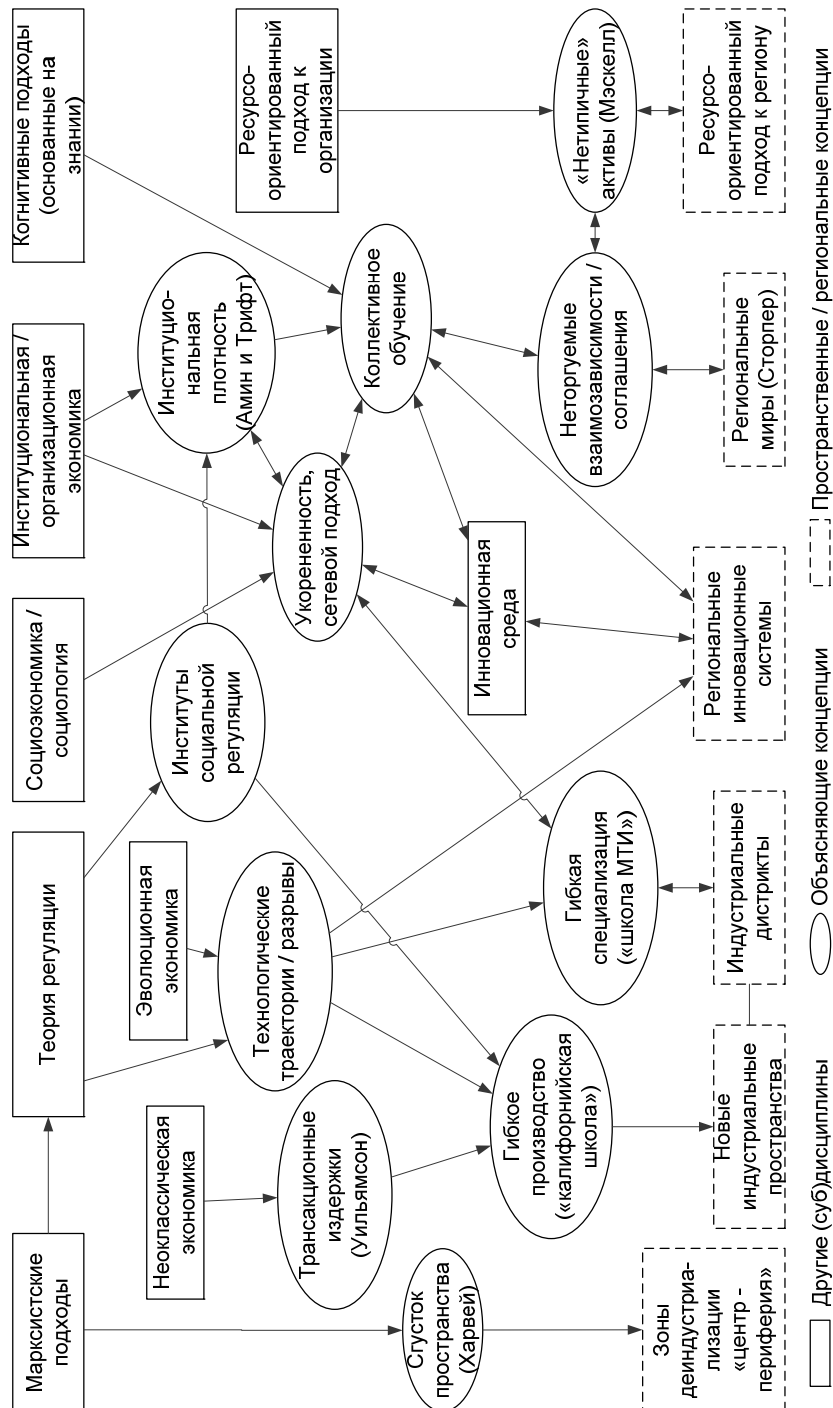 Марксистские
подходы
Теория регуляции
Социоэкономика /
социология
Институциональная /
организационная
экономика
Когнитивные подходы
(основанные на
знании)
Неоклассическая
экономика
Эволюционная
экономика
Институты
социальной
регуляции
Институцио-
нальная
плотность
(Амин и Трифт)
Ресурсо-
ориентированный
подход к
организации
Трансакционные
издержки
(Уильямсон)
Технологические
траектории / разрывы
Укорененность,
сетевой подход
Коллективное
обучение
Сгусток
пространства
(Харвей)
Гибкое
производство
(«калифорнийская
школа»)
Гибкая
специализация
(«школа МТИ»)
Инновационная
среда
Неторгуемые
взаимозависимости /
соглашения
«Нетипичные»
активы (Мэскелл)
Зоны
деиндустриа-
лизации
«центр -
периферия»
Новые
индустриальные
пространства
Индустриальные
дистрикты
Региональные
инновационные
системы
Региональные
миры (Сторпер)
Ресурсо-
ориентированный
подход к региону
Другие (суб)дисциплины
Объясняющие концепции
Пространственные / региональные концепции